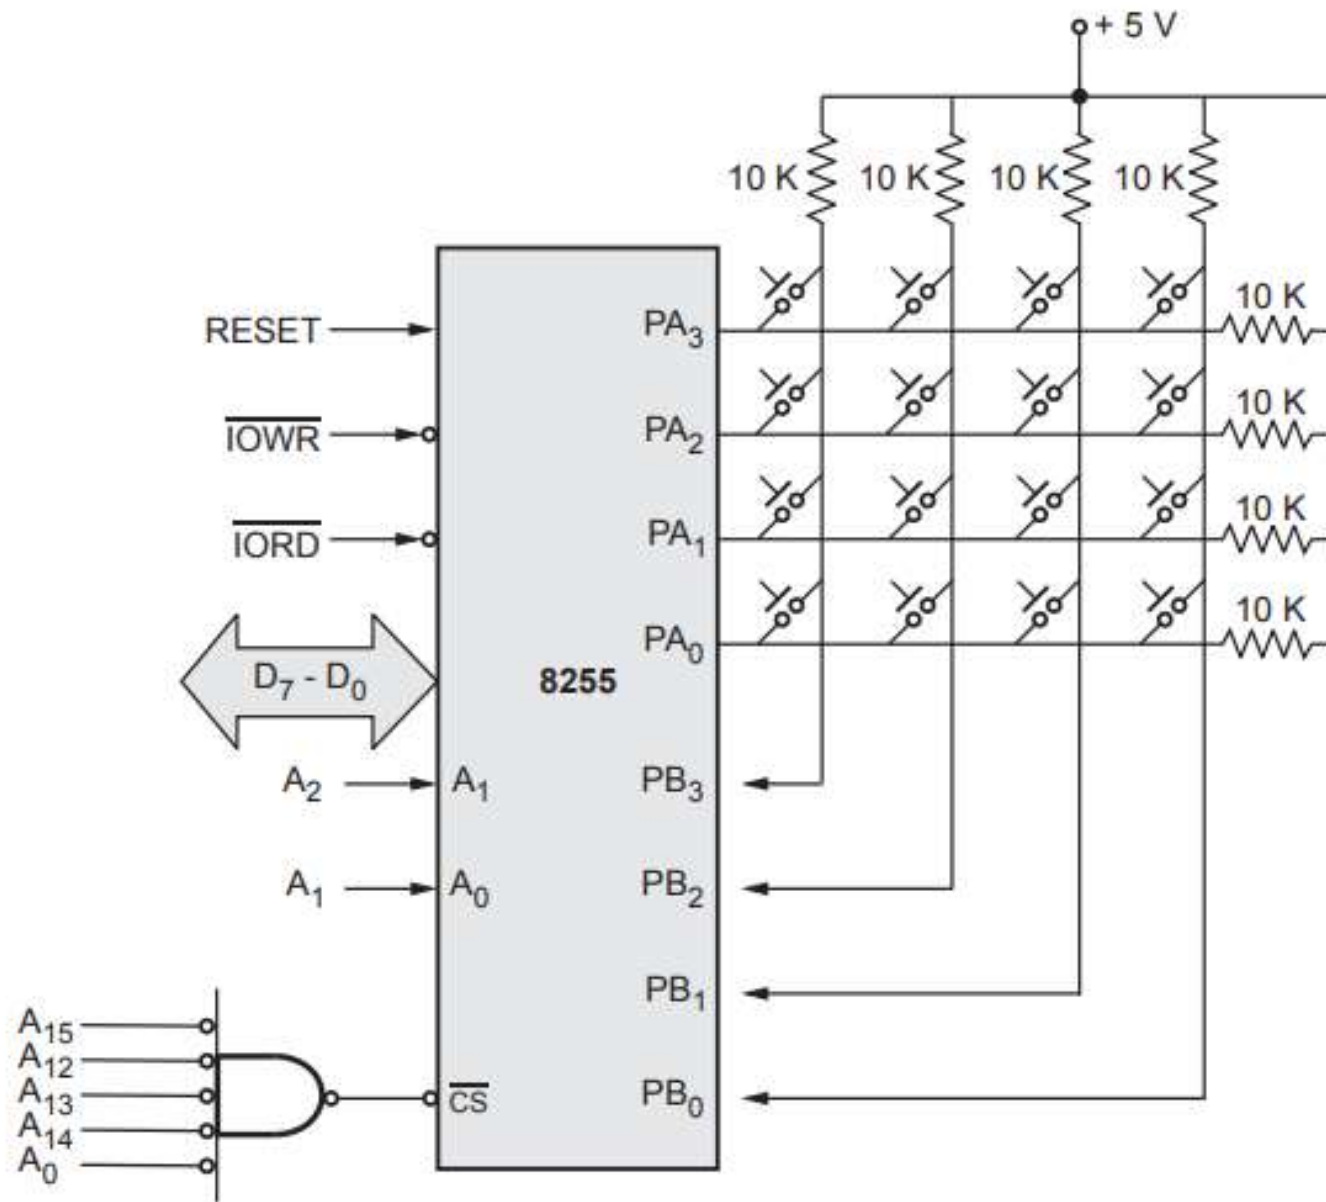 + 5 V
10 K 10 K 10 K 10 K
RESET
PA3
10 K
IOWR
PA2
10 K
IORD
PA1
10 K
D7 - D0
PA0
10 K
8255
A2
A1
PB3
A1
A0
PB2
PB1
A15
A12
A13
A14
A0
CS
PB0